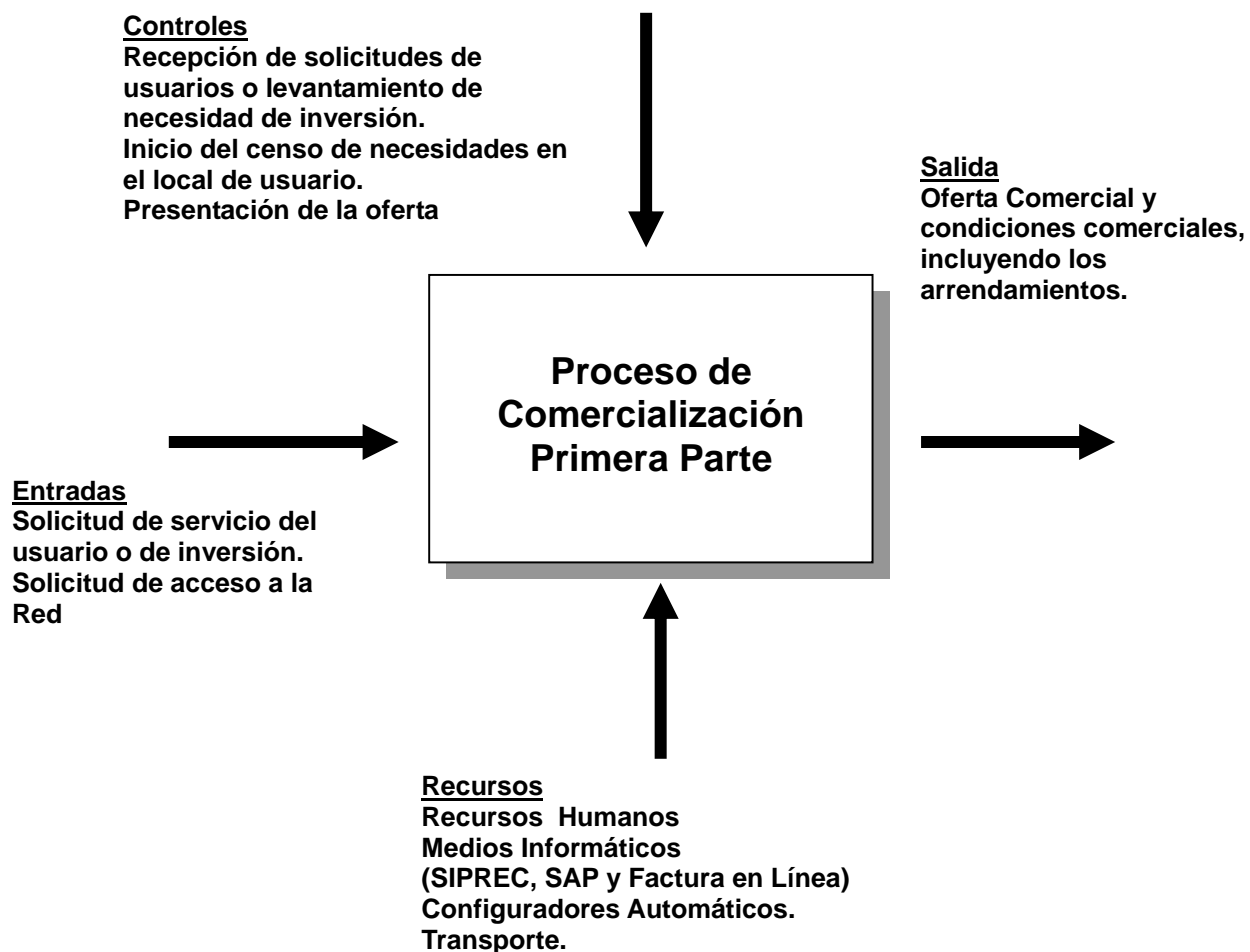 Controles
Recepción de solicitudes de
usuarios o levantamiento de
necesidad de inversión.
Inicio del censo de necesidades en
el local de usuario.
Presentación de la oferta
Salida
Oferta Comercial y
condiciones comerciales,
incluyendo los
arrendamientos.
Proceso de
Comercialización
Primera Parte
Entradas
Solicitud de servicio del
usuario o de inversión.
Solicitud de acceso a la
Red
Recursos
Recursos  Humanos
Medios Informáticos
(SIPREC, SAP y Factura en Línea)
Configuradores Automáticos.
Transporte.